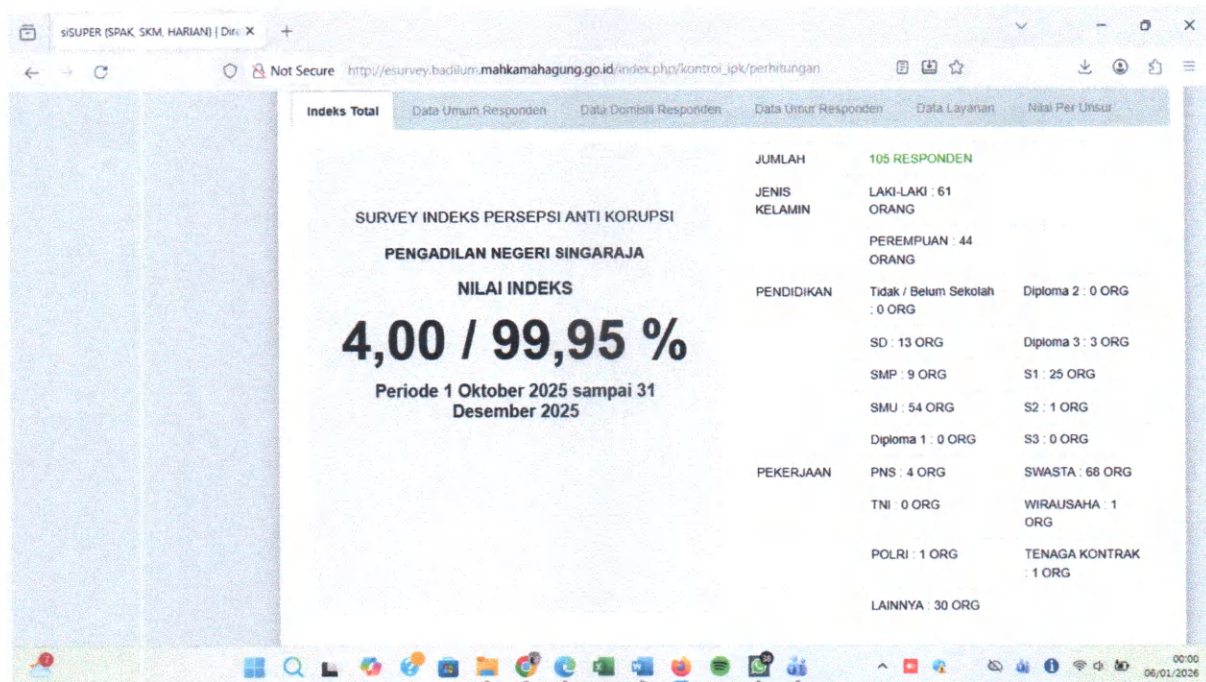 siSUPER (SPAK, SKM, HARIAN) | Dire
Not Secure http://esurvey.badilum.mahkamahagung.go.id/index.php/kontrol_ipk/perhitungan
Indeks Total Data Umum Responden Data Domisili Responden Data Umur Responden Data Layanan Nilai Per Unsur
SURVEY INDEKS PERSEPSI ANTI KORUPSI
PENGADILAN NEGERI SINGARAJA
NILAI INDEKS
4,00 / 99,95 %
Periode 1 Oktober 2025 sampai 31
Desember 2025
JUMLAH 105 RESPONDEN
JENIS KELAMIN LAKI-LAKI : 61
ORANG
PEREMPUAN : 44
ORANG
PENDIDIKAN Tidak / Belum Sekolah Diploma 2 : 0 ORG
: 0 ORG
SD : 13 ORG Diploma 3 : 3 ORG
SMP : 9 ORG S1 : 25 ORG
SMU : 54 ORG S2 : 1 ORG
Diploma 1 : 0 ORG S3 : 0 ORG
PEKERJAAN PNS : 4 ORG SWASTA : 68 ORG
TNI : 0 ORG WIRAUSAHA : 1
ORG
POLRI : 1 ORG TENAGA KONTRAK
: 1 ORG
LAINNYA : 30 ORG
00:00
06/01/2026